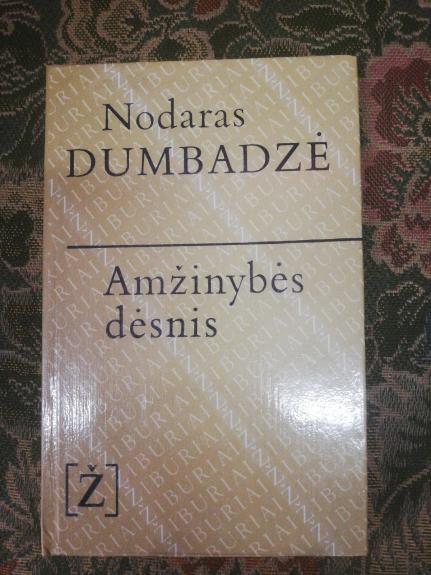 Nodaras
DUMBADZĖ
Amžinybės
dėsnis
[Ž]